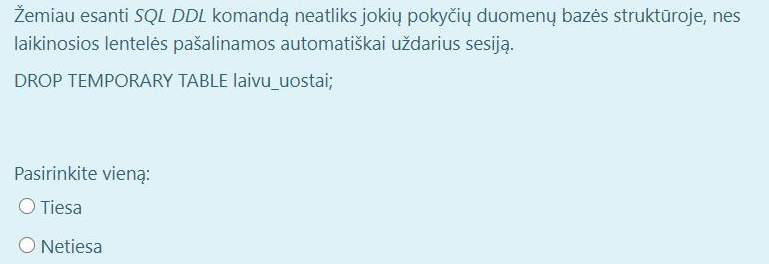 Žemiau esanti SQL DDL komandą neatliks jokių pokyčių duomenų bazės struktūroje, nes
laikinosios lentelės pašalinamos automatiškai uždarius sesiją.
DROP TEMPORARY TABLE laivu_uostai;
Pasirinkite vieną:
Tiesa
Netiesa